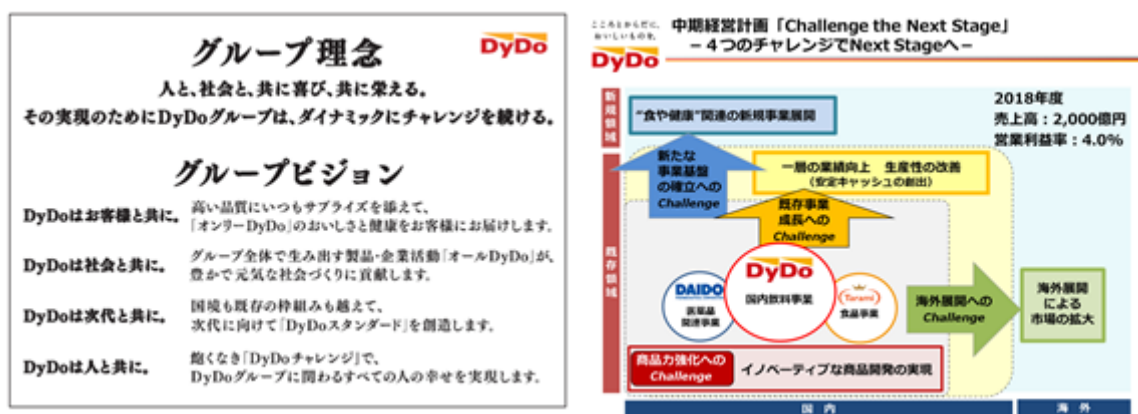 グループ理念
DyDo
人と、社会と、共に喜び、共に栄える。
その実現のためにDyDoグループは、ダイナミックにチャレンジを続ける。
グループビジョン
DyDoはお客様と共に。
高い品質にいつもサプライズを添えて、
「オンリーDyDo」のおいしさと健康をお客様にお届けします。
DyDoは社会と共に。
グループ全体で生み出す製品・企業活動「オールDyDo」が、
豊かで元気な社会づくりに貢献します。
DyDoは次代と共に。
国境も既存の枠組みも越えて、
次代に向けて「DyDoスタンダード」を創造します。
DyDoは人と共に。
飽くなき「DyDoチャレンジ」で、
DyDoグループに関わるすべての人の幸せを実現します。
こころとからだに、
おいしいものを。
DyDo
中期経営計画「Challenge the Next Stage」
－４つのチャレンジでNext Stageへ－
新規領域
"食や健康"関連の新規事業展開
2018年度
売上高：2,000億円
営業利益率：4.0％
新たな
事業基盤
の確立への
Challenge
一層の業績向上　生産性の改善
（安定キャッシュの創出）
既存事業
成長への
Challenge
既存領域
DyDo
国内飲料事業
DAIDO
医薬品
関連事業
Tarami
食品事業
海外展開への
Challenge
海外展開
による
市場の拡大
商品力強化への
Challenge
イノベーティブな商品開発の実現
国内
海外